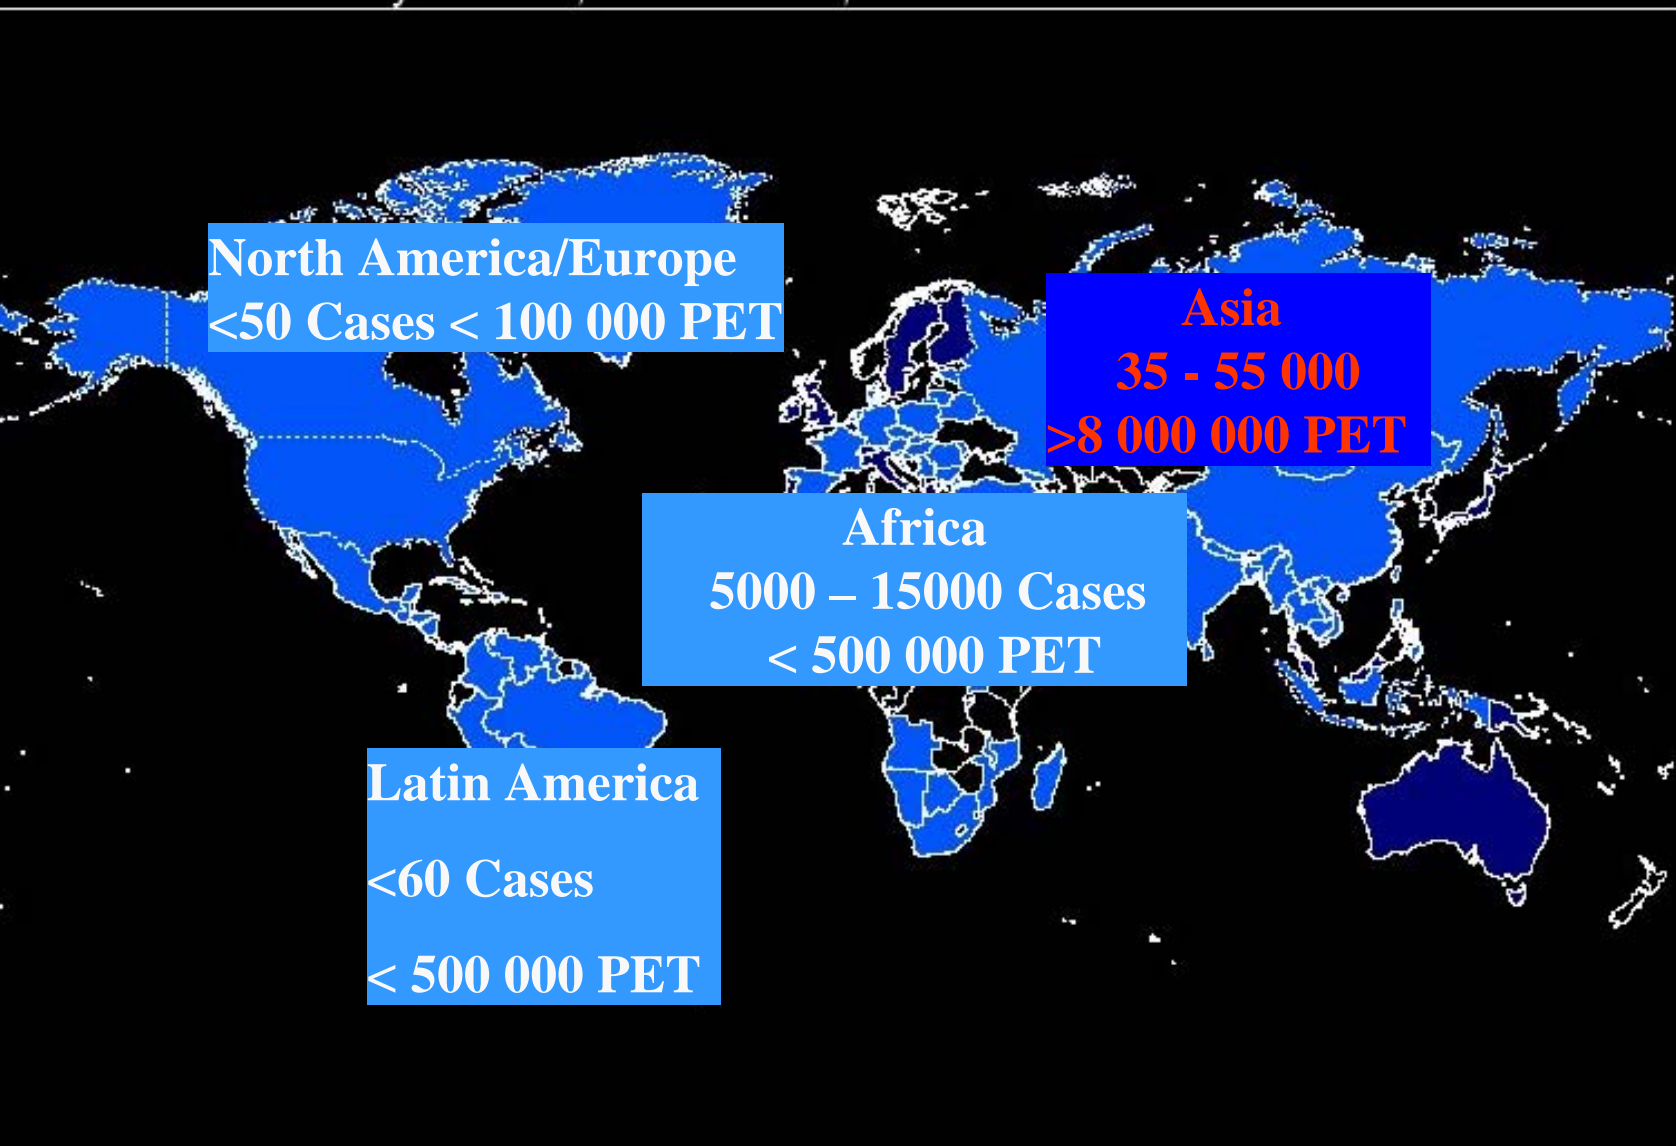 North America/Europe
<50 Cases < 100 000 PET
Asia
35 - 55 000
>8 000 000 PET
Africa
5000 – 15000 Cases
< 500 000 PET
Latin America
<60 Cases
< 500 000 PET